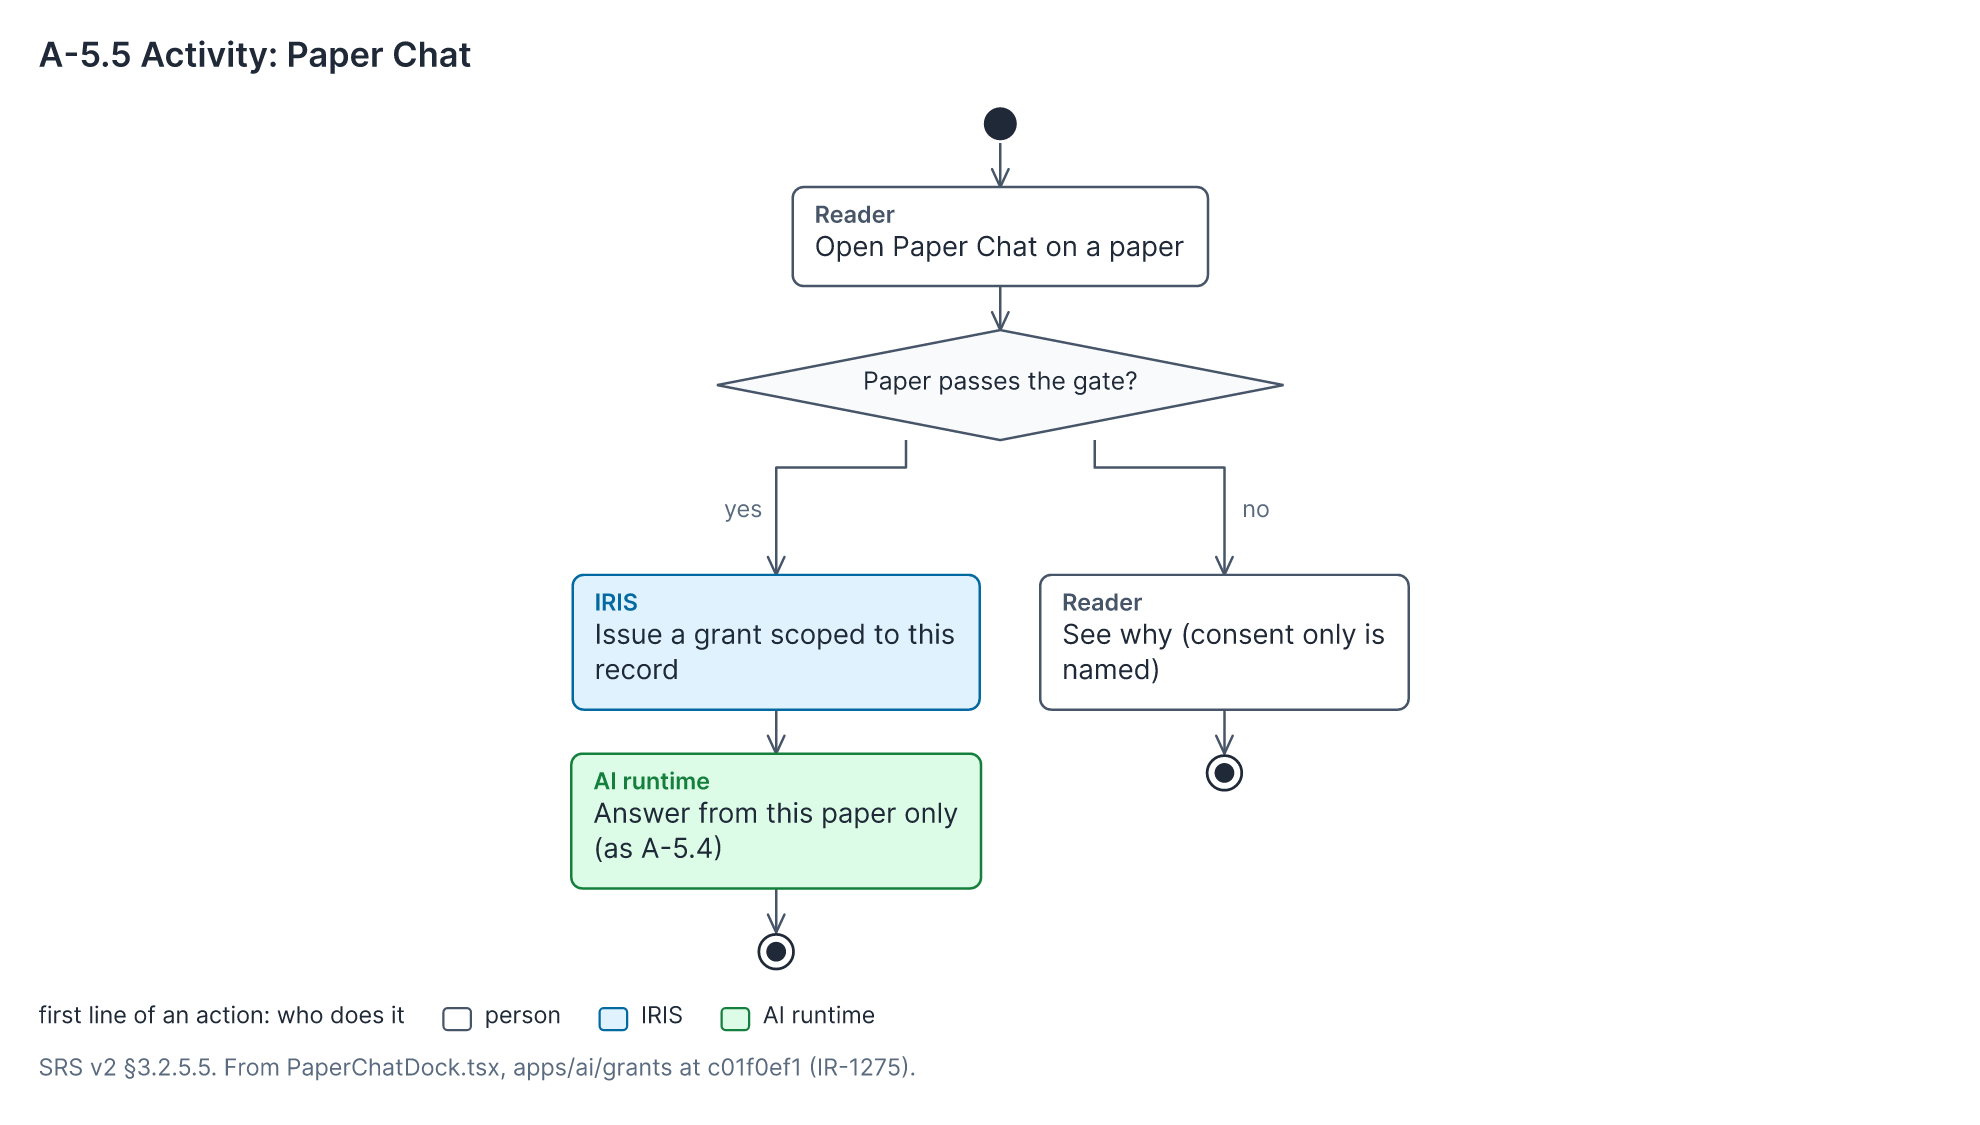 A-5.5 Activity: Paper Chat
Reader
Open Paper Chat on a paper
Paper passes the gate?
yes
no
IRIS
Issue a grant scoped to this
record
Reader
See why (consent only is
named)
AI runtime
Answer from this paper only
(as A-5.4)
first line of an action: who does it
person
IRIS
AI runtime
SRS v2 §3.2.5.5. From PaperChatDock.tsx, apps/ai/grants at c01f0ef1 (IR-1275).